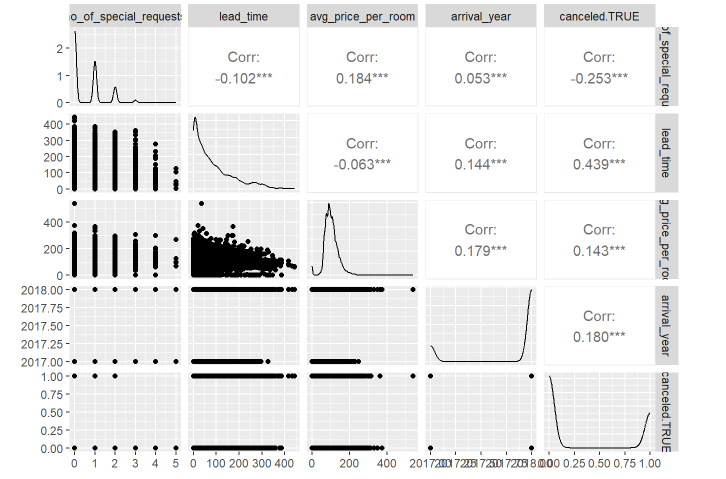 no_of_special_requests lead_time avg_price_per_room arrival_year canceled.TRUE
Corr: Corr: Corr: Corr:
-0.102*** 0.184*** 0.053*** -0.253***
2
1
0
Corr: Corr: Corr:
-0.063*** 0.144*** 0.439***
lead_time
400
300
200
100
0
Corr: Corr:
0.179*** 0.143***
400
200
0
Corr:
0.180***
arrival_year
2018.00
2017.75
2017.50
2017.25
2017.00
canceled.TRUE
1.00
0.75
0.50
0.25
0.00
0 1 2 3 4 5 0 100 200 300 400 0 200 400 0.25 0.50 0.75 1.00